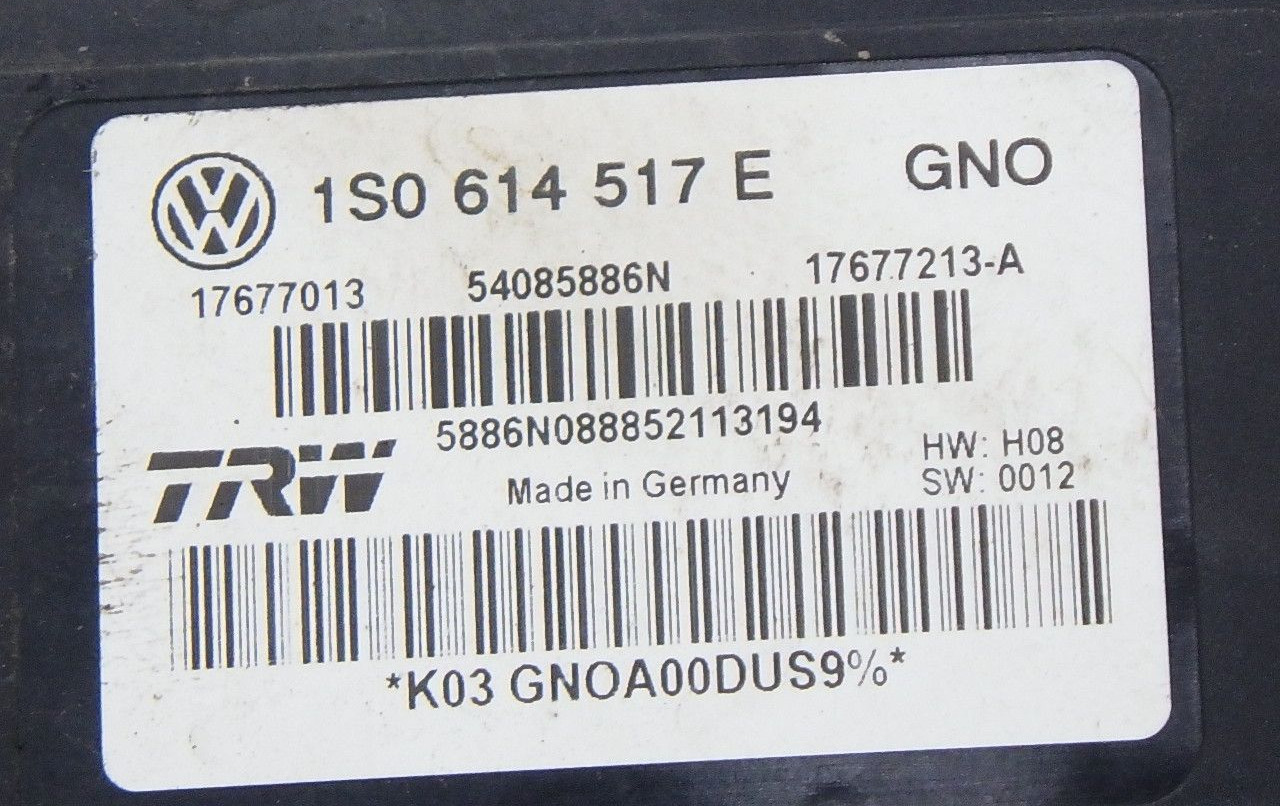 1S0 614 517 E GNO
17677013 54085886N 17677213-A
5886N088852113194
TRW Made in Germany
HW: H08
SW: 0012
*K03 GNOA00DUS9%*